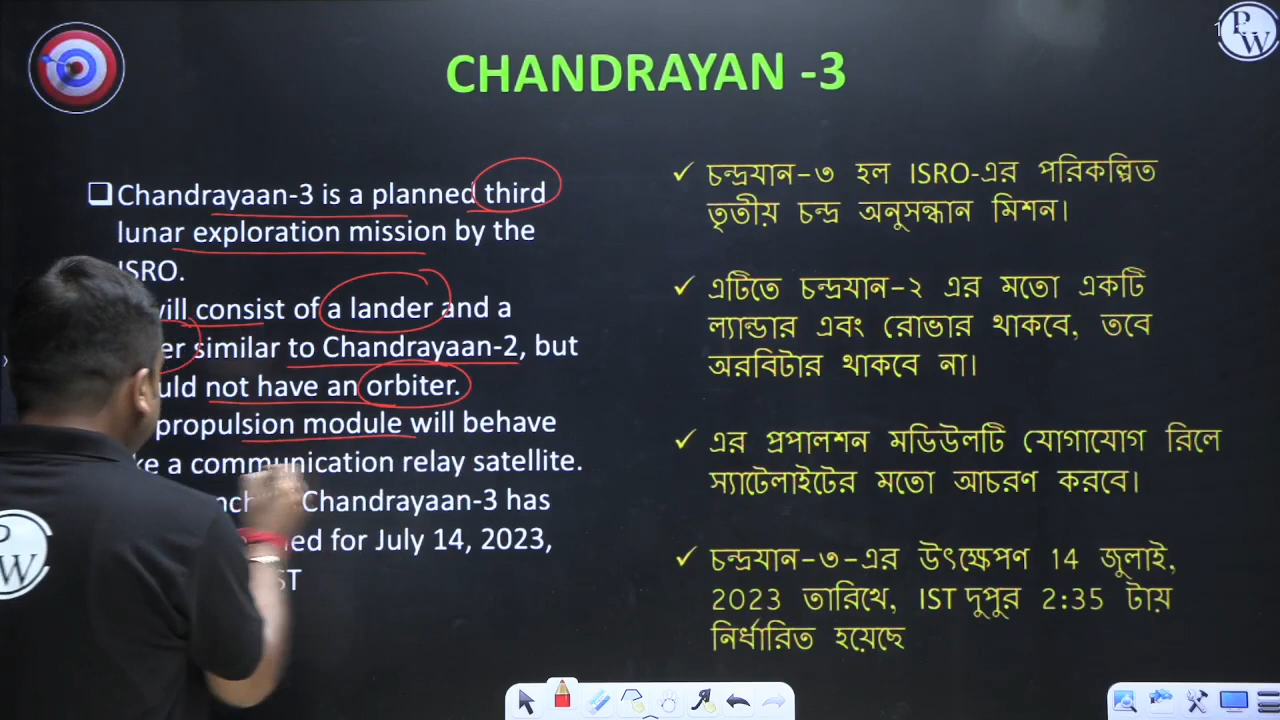 CHANDRAYAN -3
Chandrayaan-3 is a planned third
lunar exploration mission by the
ISRO.
will consist of a lander and a
similar to Chandrayaan-2, but
not have an orbiter.
propulsion module will behave
a communication relay satellite.
Chandrayaan-3 has
for July 14, 2023,
চন্দ্রযান-৩ হল ISRO-এর পরিকল্পিত
তৃতীয় চন্দ্র অনুসন্ধান মিশন।
এটিতে চন্দ্রযান-২ এর মতো একটি
ল্যান্ডার এবং রোভার থাকবে, তবে
অরবিটার থাকবে না।
এর প্রপালশন মডিউলটি যোগাযোগ রিলে
স্যাটেলাইটের মতো আচরণ করবে।
চন্দ্রযান-৩-এর উৎক্ষেপণ 14 জুলাই,
2023 তারিখে, IST দুপুর 2:35 টায়
নির্ধারিত হয়েছে
PW
PW